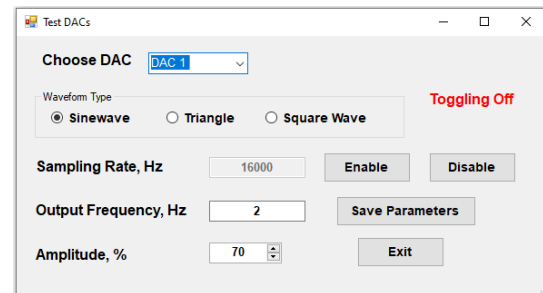 Test DACs
Choose DAC DAC 1
Waveform Type
Toggling Off
Sinewave Triangle Square Wave
Sampling Rate, Hz 16000 Enable Disable
Output Frequency, Hz 2 Save Parameters
Amplitude, % 70 Exit